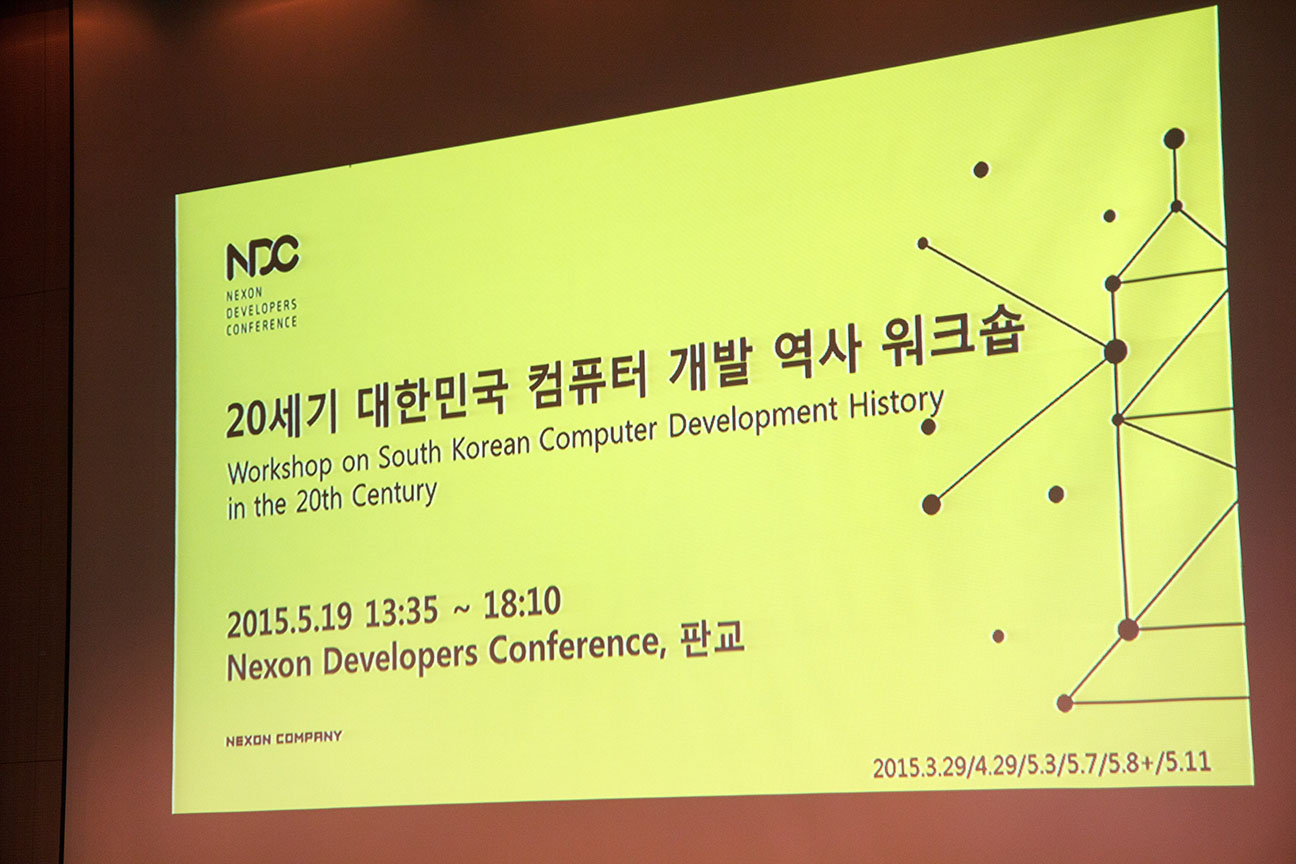 NDC
NEXON
DEVELOPERS
CONFERENCE
20세기 대한민국 컴퓨터 개발 역사 워크숍
Workshop on South Korean Computer Development History
in the 20th Century
2015.5.19 13:35 ~ 18:10
Nexon Developers Conference, 판교
NEXON COMPANY
2015.3.29/4.29/5.3/5.7/5.8+/5.11